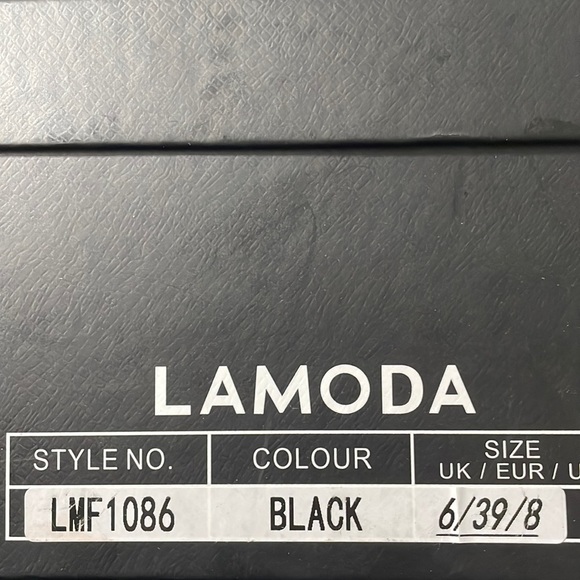 LAMODA
STYLE NO. COLOUR SIZE
UK / EUR / U
LMF1086 BLACK 6/39/8